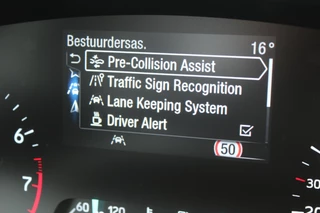 Bestuurdersas. 16°
Pre-Collision Assist
Traffic Sign Recognition
Lane Keeping System
Driver Alert
50
6
7
60
120